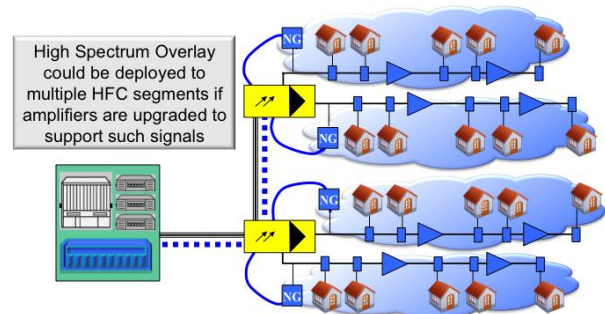 High Spectrum Overlay
could be deployed to
multiple HFC segments if
amplifiers are upgraded to
support such signals
NG
NG
NG
NG